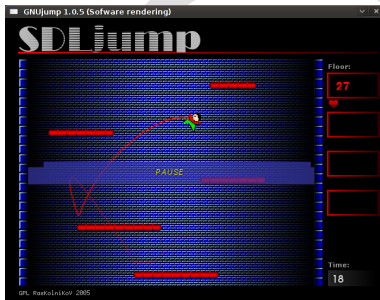 GNUjump 1.0.5 (Sofware rendering)
SDLjump
Floor:
27
PAUSE
Time:
18
GPL RasKolniKoV 2005